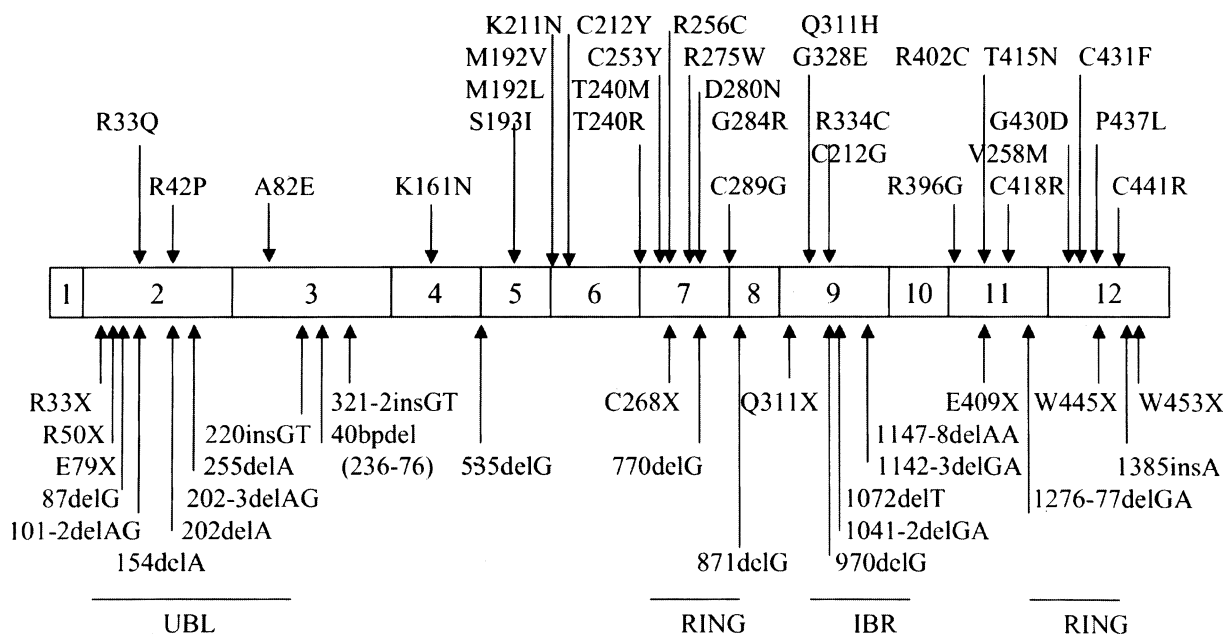 K211N C212Y R256C Q311H
M192V C253Y R275W G328E R402C T415N C431F
M192L T240M D280N
R33Q S193I T240R G284R R334C G430D P437L
C212G V258M
R42P A82E K161N C289G R396G C418R C441R
1 2 3 4 5 6 7 8 9 10 11 12
R33X 321-2insGT C268X Q311X E409X W445X W453X
R50X 220insGT 40bpdel 1147-8delAA
E79X 255delA (236-76) 535delG 770delG 1142-3delGA 1385insA
87delG 202-3delAG 1072delT 1276-77delGA
101-2delAG 202delA 1041-2delGA
154delA 871delG 970delG
UBL RING IBR RING